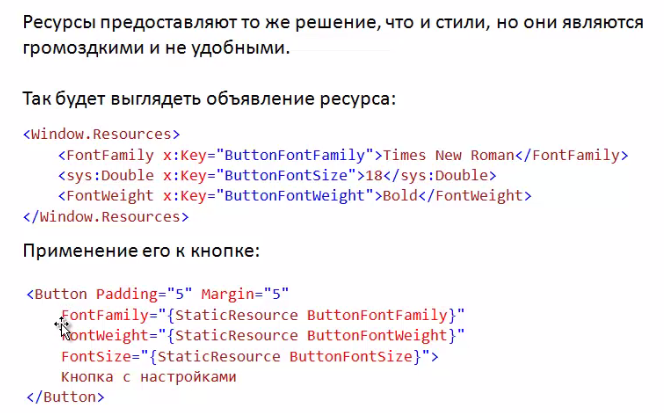 Ресурсы предоставляют то же решение, что и стили, но они являются
громоздкими и не удобными.
Так будет выглядеть объявление ресурса:
<Window.Resources>
    <FontFamily x:Key="ButtonFontFamily">Times New Roman</FontFamily>
    <sys:Double x:Key="ButtonFontSize">18</sys:Double>
    <FontWeight x:Key="ButtonFontWeight">Bold</FontWeight>
</Window.Resources>
Применение его к кнопке:
<Button Padding="5" Margin="5"
    FontFamily="{StaticResource ButtonFontFamily}"
    FontWeight="{StaticResource ButtonFontWeight}"
    FontSize="{StaticResource ButtonFontSize}">
    Кнопка с настройками
</Button>